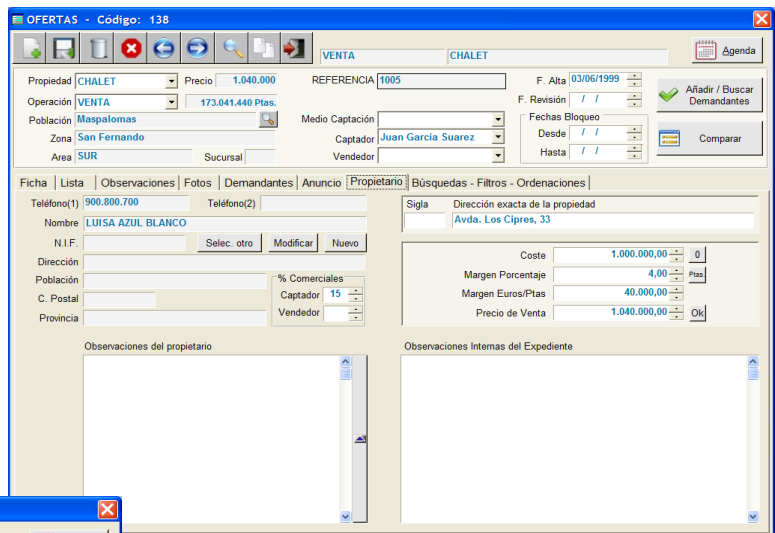 OFERTAS - Código: 138
VENTA CHALET Agenda
Propiedad CHALET Precio 1.040.000 REFERENCIA 1005 F. Alta 03/06/1999
Añadir / Buscar Demandantes
Operación VENTA 173.041.440 Ptas. F. Revisión / /
Población Maspalomas Medio Captación Fechas Bloqueo
Zona San Fernando Captador Juan García Suarez Desde / / Comparar
Area SUR Sucursal Vendedor Hasta / /
Ficha Lista Observaciones Fotos Demandantes Anuncio Propietario Búsquedas - Filtros - Ordenaciones
Teléfono(1) 900.800.700 Teléfono(2) Sigla Dirección exacta de la propiedad
Nombre LUISA AZUL BLANCO Avda. Los Cipres, 33
N.I.F. Selec. otro Modificar Nuevo
Coste 1.000.000,00 0
Dirección
Margen Porcentaje 4,00 Ptas
Población % Comerciales
C. Postal Captador 15 Margen Euros/Ptas 40.000,00
Provincia Vendedor Precio de Venta 1.040.000,00 Ok
Observaciones del propietario Observaciones Internas del Expediente